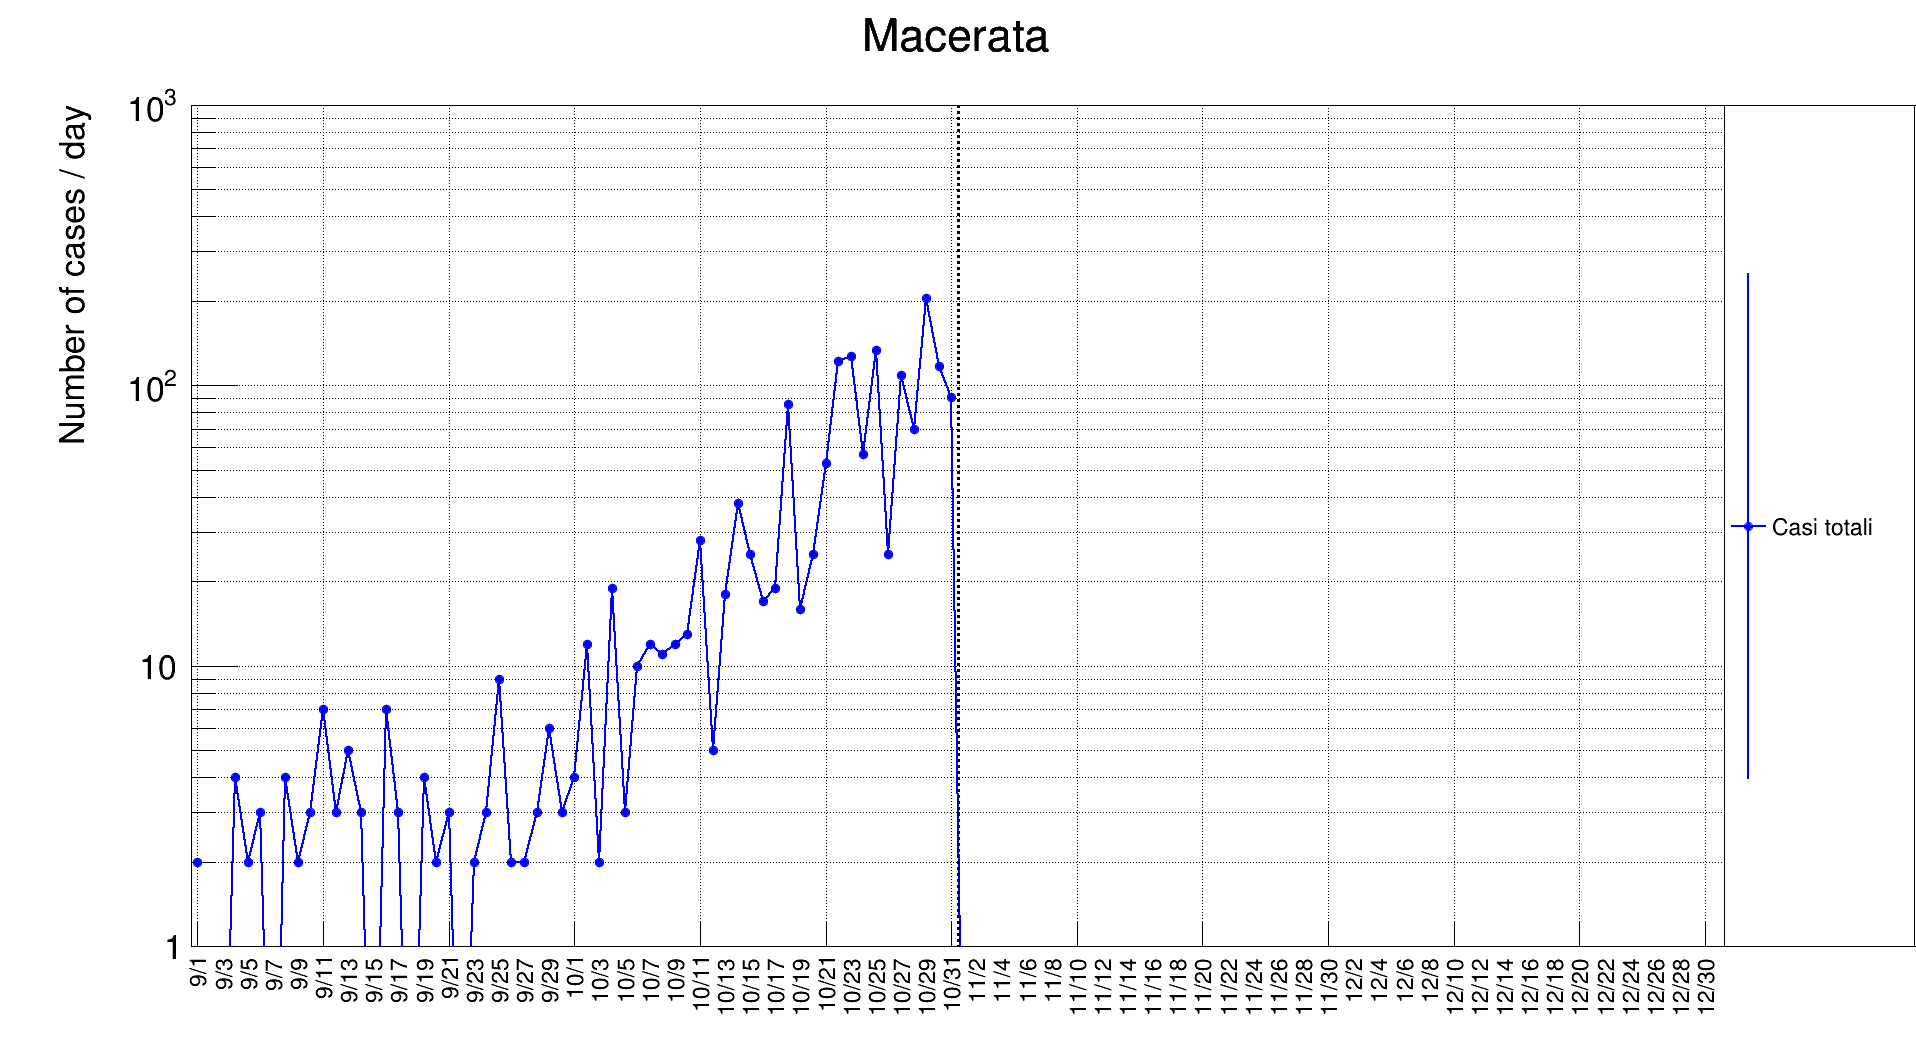 Macerata
Number of cases / day
10³
10²
10
1
9/1 9/3 9/5 9/7 9/9 9/11 9/13 9/15 9/17 9/19 9/21 9/23 9/25 9/27 9/29 10/1 10/3 10/5 10/7 10/9 10/11 10/13 10/15 10/17 10/19 10/21 10/23 10/25 10/27 10/29 10/31 11/2 11/4 11/6 11/8 11/10 11/12 11/14 11/16 11/18 11/20 11/22 11/24 11/26 11/28 11/30 12/2 12/4 12/6 12/8 12/10 12/12 12/14 12/16 12/18 12/20 12/22 12/24 12/26 12/28 12/30
Casi totali